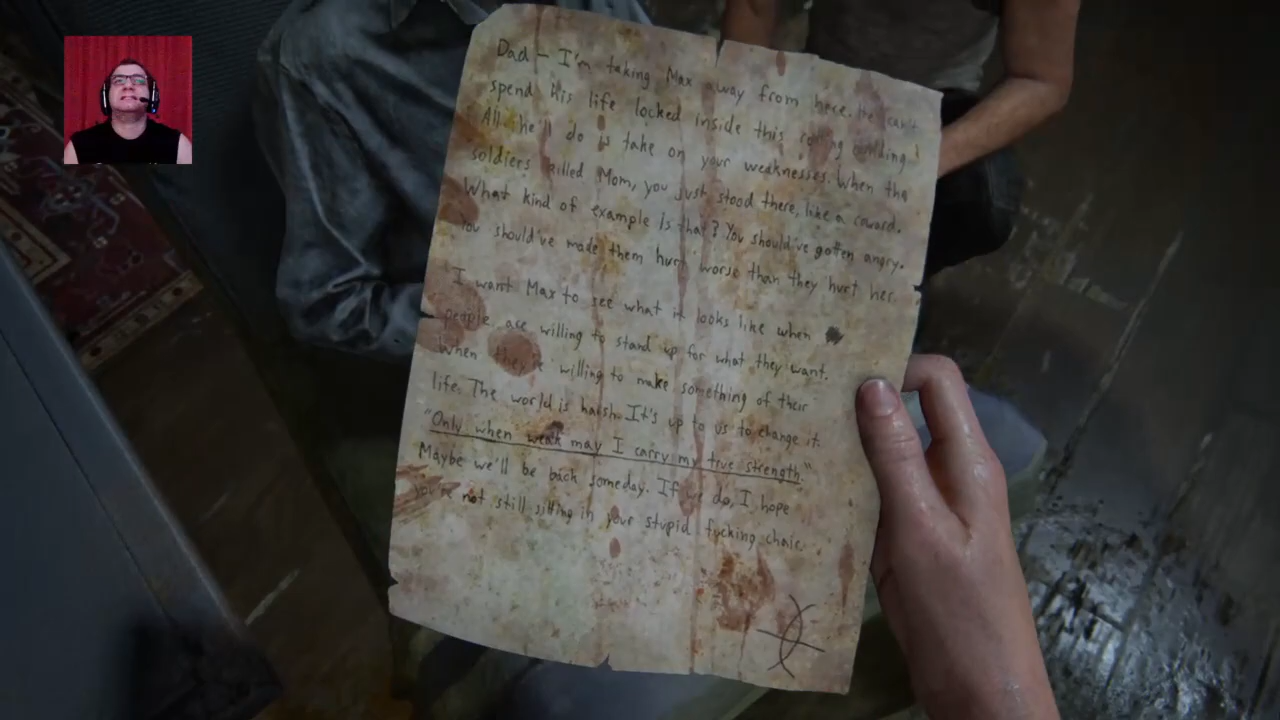 Dad – I'm taking Max away from here. He can't
spend his life locked inside this rotting building.
All he'll do is take on your weaknesses. When the
soldiers killed Mom, you just stood there, like a coward.
What kind of example is that? You should've gotten angry.
You should've made them hurt worse than they hurt her.
I want Max to see what it looks like when
people are willing to stand up for what they want.
When they're willing to make something of their
life. The world is harsh. It's up to us to change it.
"Only when weak may I carry my true strength."
Maybe we'll be back someday. If we do, I hope
you're not still sitting in your stupid fucking chair.